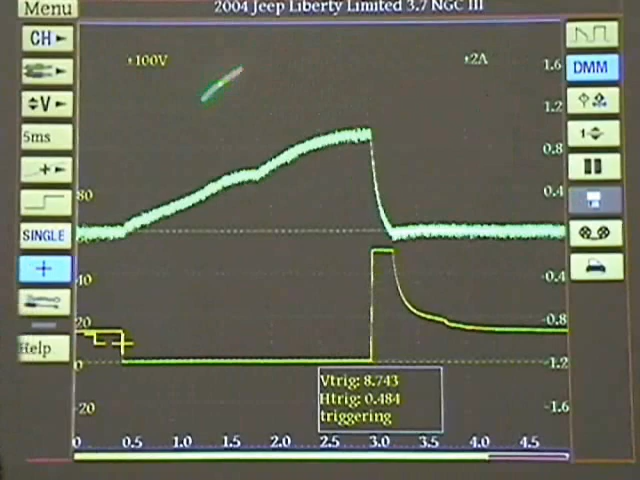 Menu
2004 Jeep Liberty Limited 3.7 NGC III
CH
V
5ms
SINGLE
Help
DMM
1
±100V
±2A
1.6
1.2
0.8
0.4
-0.4
-0.8
-1.2
-1.6
80
40
20
0
-20
Vtrig: 8.743
Htrig: 0.484
triggering
0 0.5 1.0 1.5 2.0 2.5 3.0 3.5 4.0 4.5